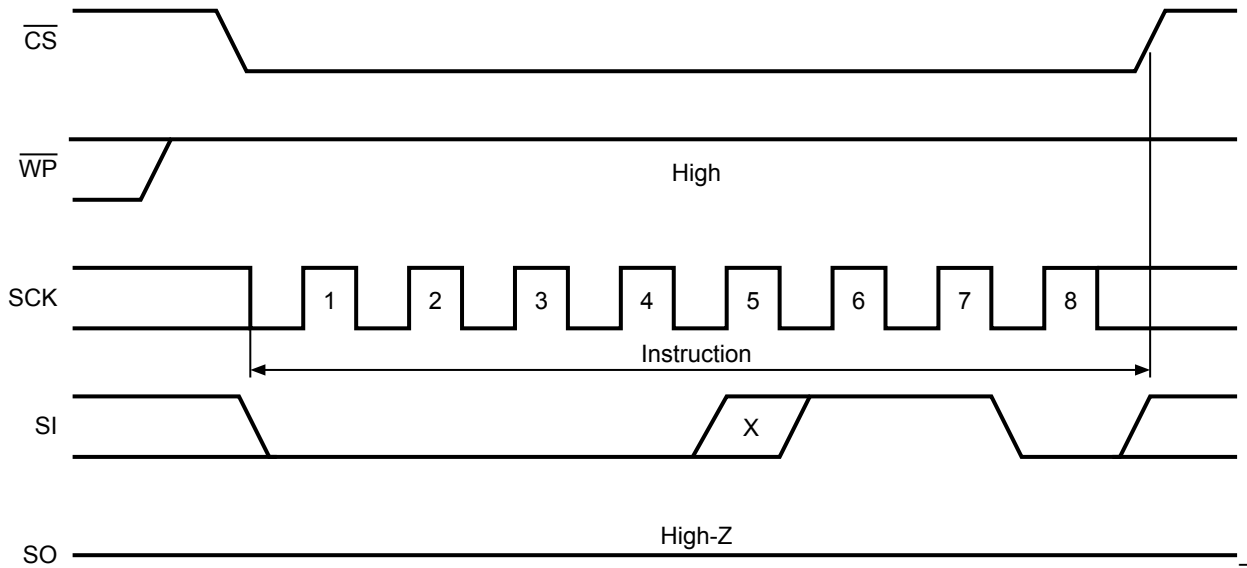 CS
WP
High
SCK
1 2 3 4 5 6 7 8
Instruction
SI
X
High-Z
SO